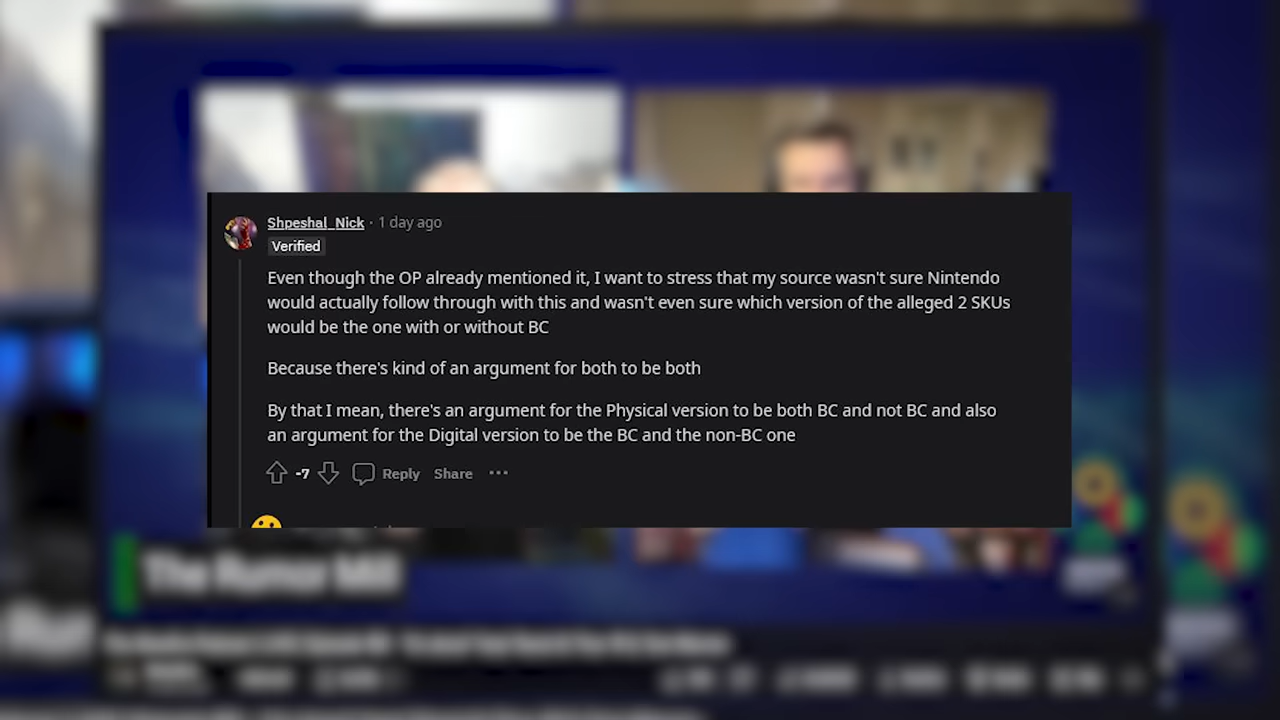 Shpeshal_Nick · 1 day ago
Verified
Even though the OP already mentioned it, I want to stress that my source wasn't sure Nintendo
would actually follow through with this and wasn't even sure which version of the alleged 2 SKUs
would be the one with or without BC
Because there's kind of an argument for both to be both
By that I mean, there's an argument for the Physical version to be both BC and not BC and also
an argument for the Digital version to be the BC and the non-BC one
-7 Reply Share ···
The Rumor Mill